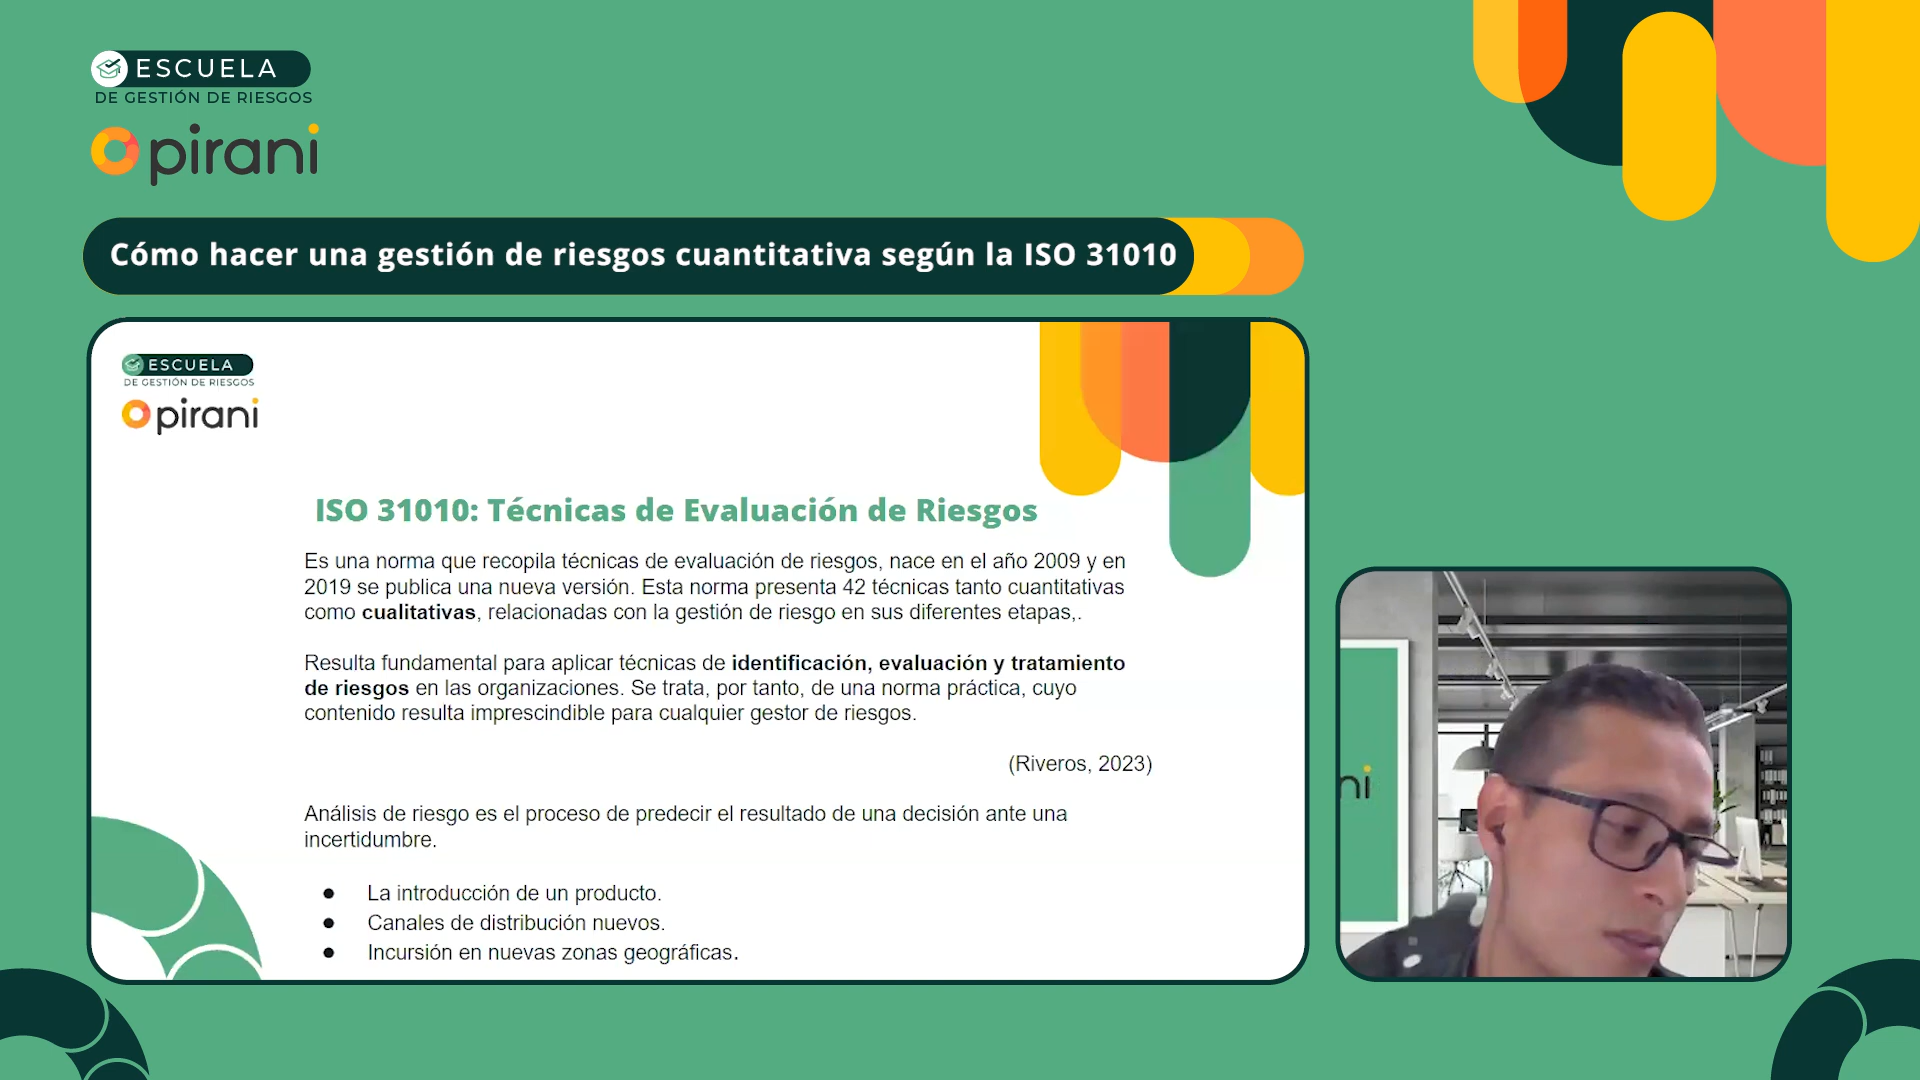 ESCUELA
DE GESTIÓN DE RIESGOS
pirani
Cómo hacer una gestión de riesgos cuantitativa según la ISO 31010
ESCUELA
DE GESTIÓN DE RIESGOS
pirani
ISO 31010: Técnicas de Evaluación de Riesgos
Es una norma que recopila técnicas de evaluación de riesgos, nace en el año 2009 y en
2019 se publica una nueva versión. Esta norma presenta 42 técnicas tanto cuantitativas
como cualitativas, relacionadas con la gestión de riesgo en sus diferentes etapas,.
Resulta fundamental para aplicar técnicas de identificación, evaluación y tratamiento
de riesgos en las organizaciones. Se trata, por tanto, de una norma práctica, cuyo
contenido resulta imprescindible para cualquier gestor de riesgos.
(Riveros, 2023)
Análisis de riesgo es el proceso de predecir el resultado de una decisión ante una
incertidumbre.
● La introducción de un producto.
● Canales de distribución nuevos.
● Incursión en nuevas zonas geográficas.
ni